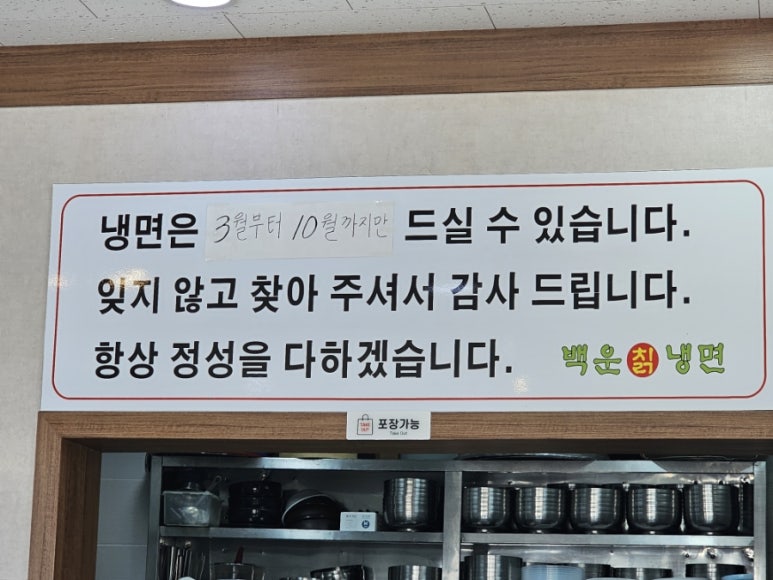 냉면은 3월부터 10월까지만 드실 수 있습니다.
잊지 않고 찾아 주셔서 감사 드립니다.
항상 정성을 다하겠습니다. 백운칡냉면
TAKE OUT 포장가능
Take Out